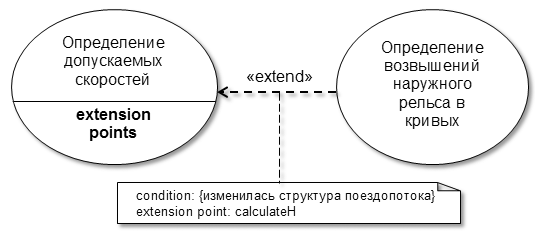 Определение
допускаемых
скоростей
extension
points
«extend»
Определение
возвышений
наружного
рельса в
кривых
condition: {изменилась структура поездопотока}
extension point: calculateH